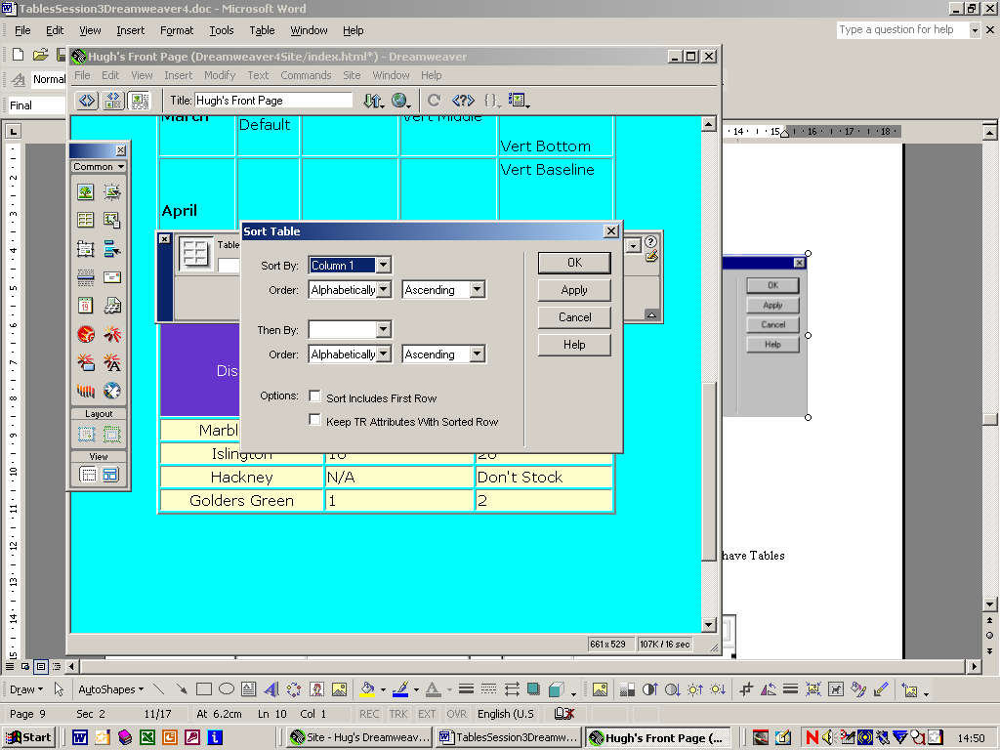 TablesSession3Dreamweaver4.doc - Microsoft Word
File Edit View Insert Format Tools Table Window Help
Type a question for help
Hugh's Front Page (Dreamweaver4Site/index.html*) - Dreamweaver
File Edit View Insert Modify Text Commands Site Window Help
Normal
Final
Title: Hugh's Front Page
14 15 16 17 18
March
Default
Vert Middle
Vert Bottom
Vert Baseline
April
Common
Layout
View
Table
Sort Table
Sort By: Column 1
Order: Alphabetically Ascending
Then By:
Order: Alphabetically Ascending
Options: Sort Includes First Row
Keep TR Attributes With Sorted Row
OK
Apply
Cancel
Help
OK
Apply
Cancel
Help
Dis
Marbl
Islington 10 20
Hackney N/A Don't Stock
Golders Green 1 2
have Tables
661 x 529 107K / 16 sec
Draw AutoShapes
Page 9 Sec 2 11/17 At 6.2cm Ln 10 Col 1 REC TRK EXT OVR English (U.S
Start
Site - Hug's Dreamweav...
TablesSession3Dreamw...
Hugh's Front Page (...
14:50